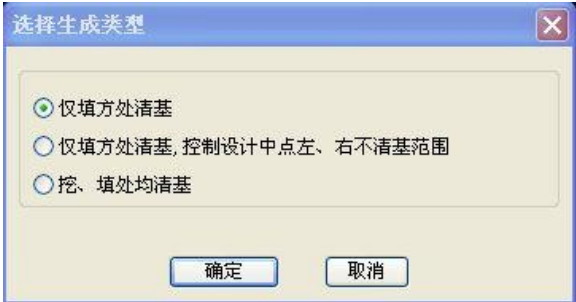 选择生成类型
仅填方处清基
仅填方处清基,控制设计中点左、右不清基范围
挖、填处均清基
确定
取消